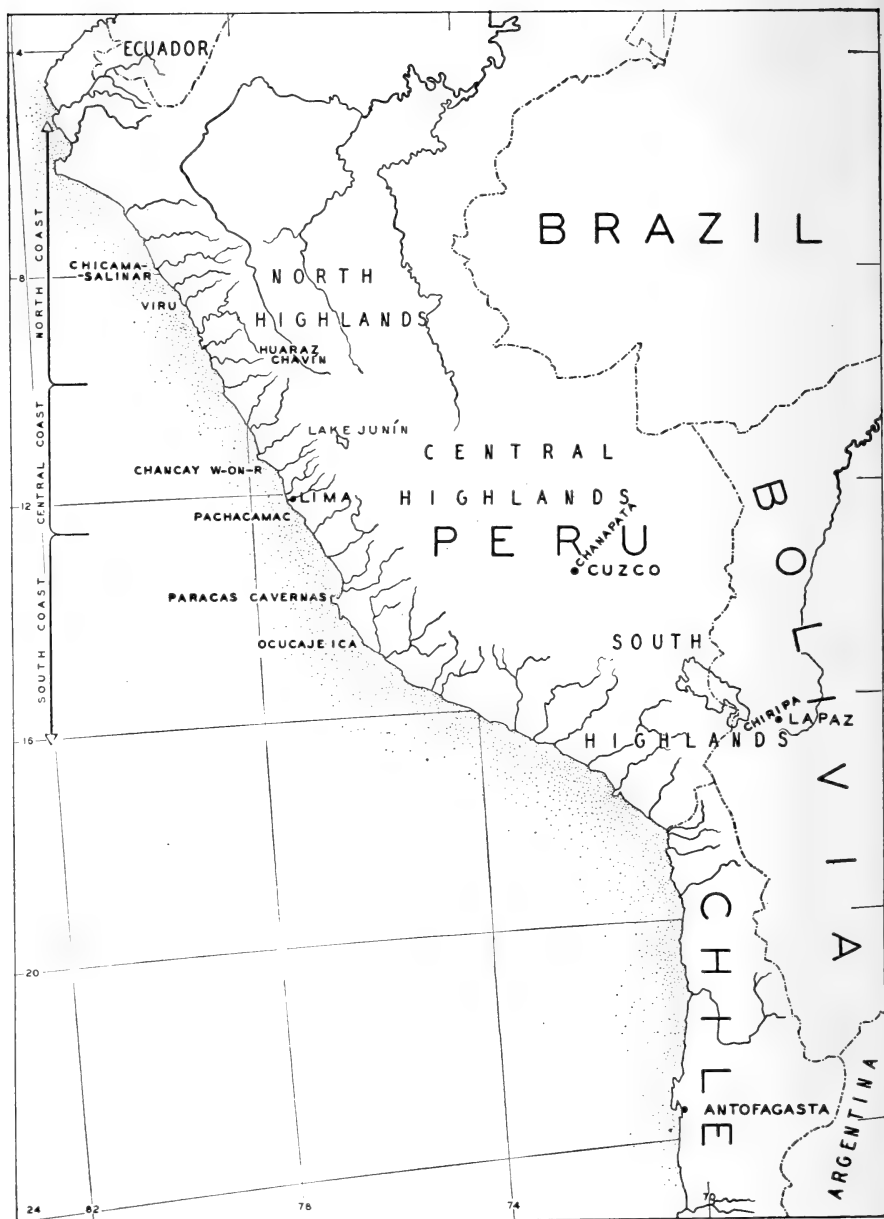 4
ECUADOR
BRAZIL
NORTH COAST
CHICAMA-
-SALINAR
8
VIRU
NORTH
HIGHLANDS
HUARAZ
CHAVÍN
CENTRAL COAST
LAKE JUNÍN
CENTRAL
CHANCAY W-ON-R
HIGHLANDS
12
LIMA
PACHACAMAC
PERU
CHANAPATA
CUZCO
BOLIVIA
SOUTH COAST
PARACAS CAVERNAS
OCUCAJE ICA
SOUTH
CHIRIPA
LA PAZ
HIGHLANDS
16
CHILE
20
ANTOFAGASTA
ARGENTINA
24
82
78
74
70